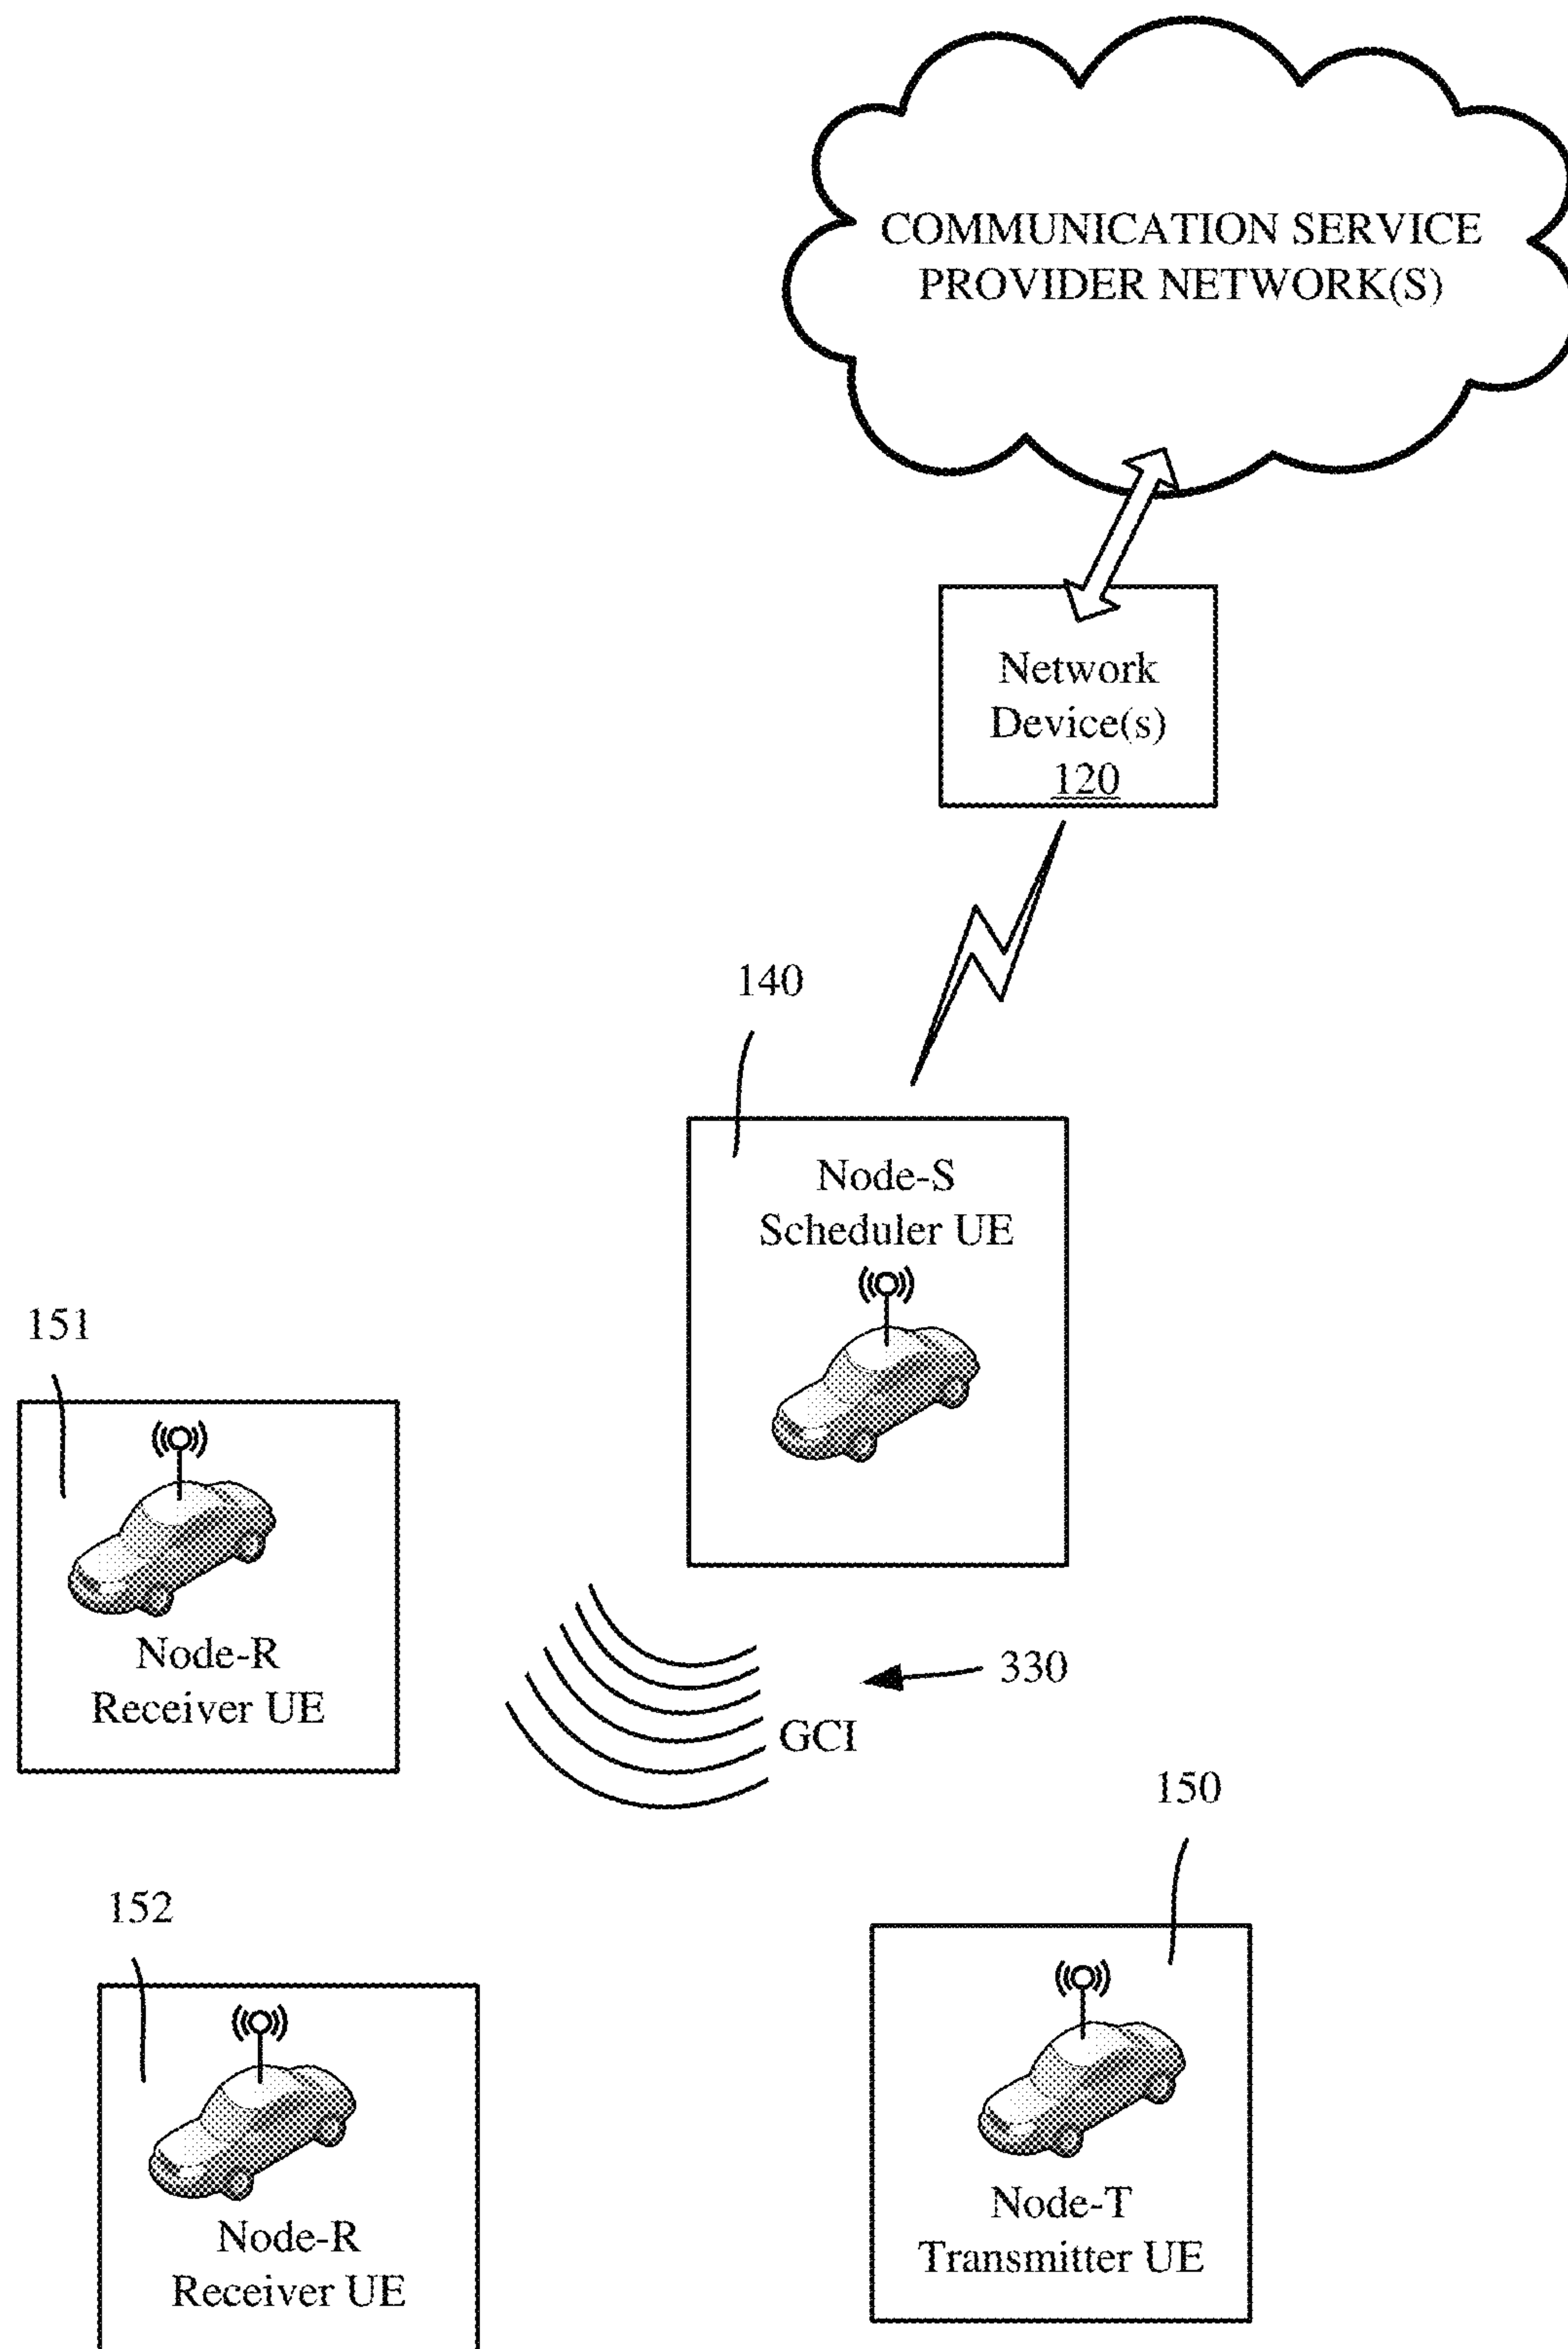 COMMUNICATION SERVICE
PROVIDER NETWORK(S)
Network
Device(s)
120
140
Node-S
Scheduler UE
151
Node-R
Receiver UE
330
GCI
150
152
Node-T
Transmitter UE
Node-R
Receiver UE